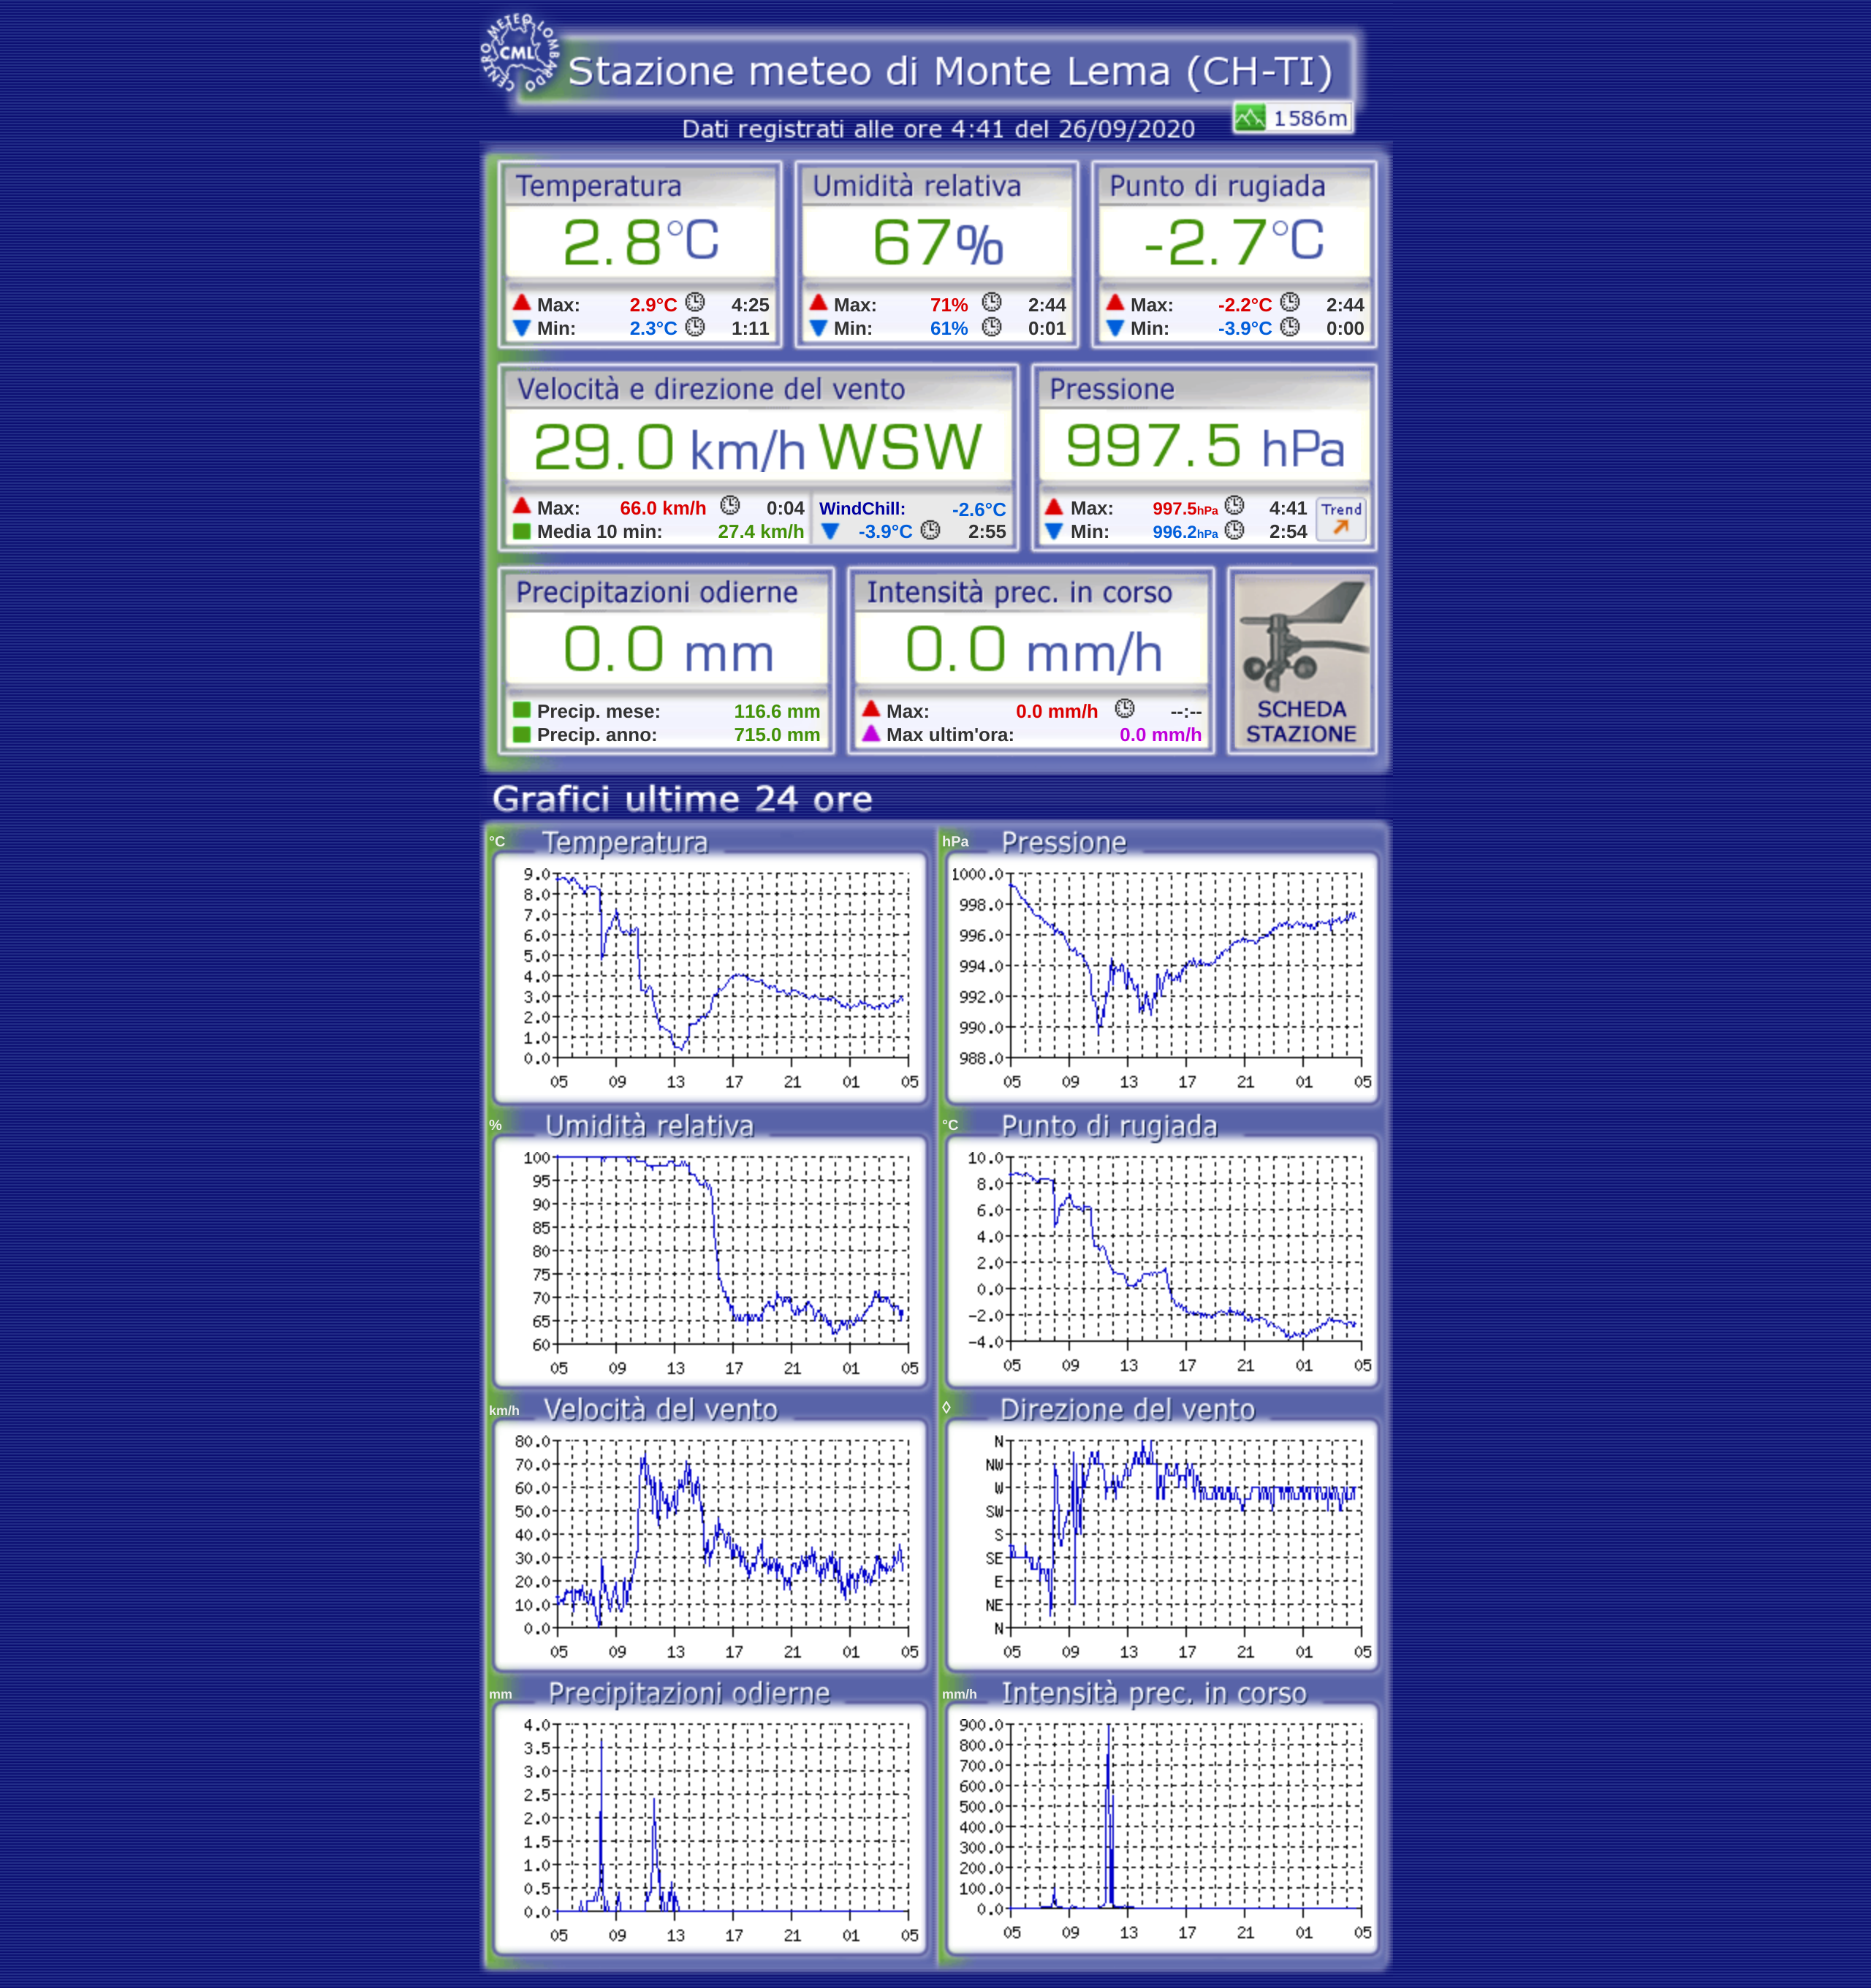 CENTRO METEO LOMBARDO
CML
Stazione meteo di Monte Lema (CH-TI)
1586m
Dati registrati alle ore 4:41 del 26/09/2020
Temperatura
2.8°C
Max: 2.9°C 4:25
Min: 2.3°C 1:11
Umidità relativa
67%
Max: 71% 2:44
Min: 61% 0:01
Punto di rugiada
-2.7°C
Max: -2.2°C 2:44
Min: -3.9°C 0:00
Velocità e direzione del vento
29.0 km/h WSW
Max: 66.0 km/h 0:04
Media 10 min: 27.4 km/h
WindChill: -2.6°C
-3.9°C 2:55
Pressione
997.5 hPa
Max: 997.5hPa 4:41
Min: 996.2hPa 2:54
Trend
Precipitazioni odierne
0.0 mm
Precip. mese: 116.6 mm
Precip. anno: 715.0 mm
Intensità prec. in corso
0.0 mm/h
Max: 0.0 mm/h --:--
Max ultim'ora: 0.0 mm/h
SCHEDA
STAZIONE
Grafici ultime 24 ore
°C Temperatura
9.0
8.0
7.0
6.0
5.0
4.0
3.0
2.0
1.0
0.0
05 09 13 17 21 01 05
hPa Pressione
1000.0
998.0
996.0
994.0
992.0
990.0
988.0
05 09 13 17 21 01 05
% Umidità relativa
100
95
90
85
80
75
70
65
60
05 09 13 17 21 01 05
°C Punto di rugiada
10.0
8.0
6.0
4.0
2.0
0.0
-2.0
-4.0
05 09 13 17 21 01 05
km/h Velocità del vento
80.0
70.0
60.0
50.0
40.0
30.0
20.0
10.0
0.0
05 09 13 17 21 01 05
◊ Direzione del vento
N
NW
W
SW
S
SE
E
NE
N
05 09 13 17 21 01 05
mm Precipitazioni odierne
4.0
3.5
3.0
2.5
2.0
1.5
1.0
0.5
0.0
05 09 13 17 21 01 05
mm/h Intensità prec. in corso
900.0
800.0
700.0
600.0
500.0
400.0
300.0
200.0
100.0
0.0
05 09 13 17 21 01 05